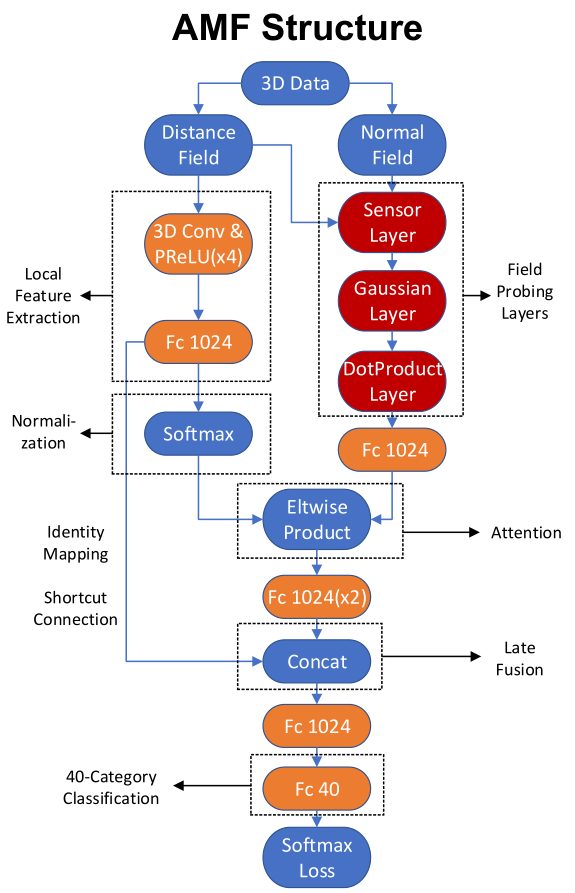 AMF Structure
3D Data
Distance
Field
Normal
Field
3D Conv &
PReLU(x4)
Sensor
Layer
Local
Feature
Extraction
Gaussian
Layer
Field
Probing
Layers
Fc 1024
DotProduct
Layer
Normali-
zation
Softmax
Fc 1024
Eltwise
Product
Attention
Identity
Mapping
Shortcut
Connection
Fc 1024(x2)
Concat
Late
Fusion
Fc 1024
40-Category
Classification
Fc 40
Softmax
Loss